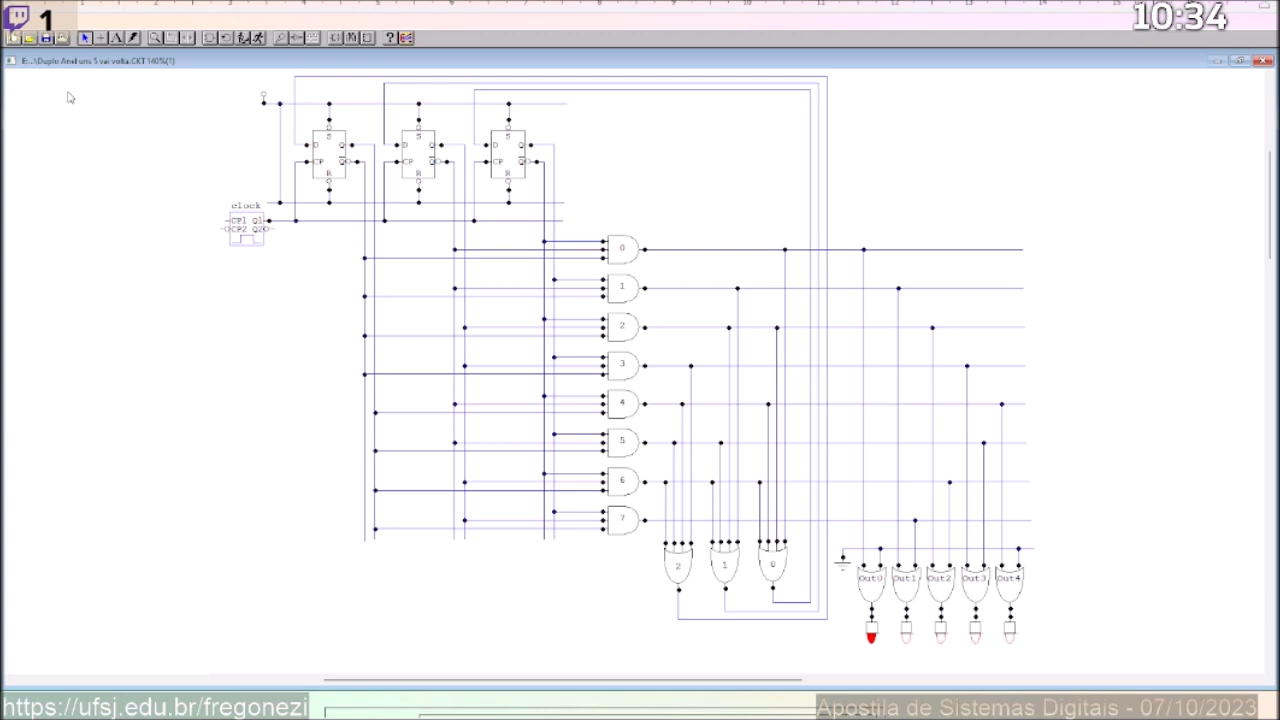 1
10:34
E:...\Duplo Anel uns 5 vai volta.CKT 140%(1)
S S S
D Q D Q D Q
CP Q CP Q CP Q
R R R
clock
CP1 Q1
CP2 Q2
0
1
2
3
4
5
6
7
2 1 0
Out0 Out1 Out2 Out3 Out4
https://ufsj.edu.br/fregonezi
Apostila de Sistemas Digitais - 07/10/2023